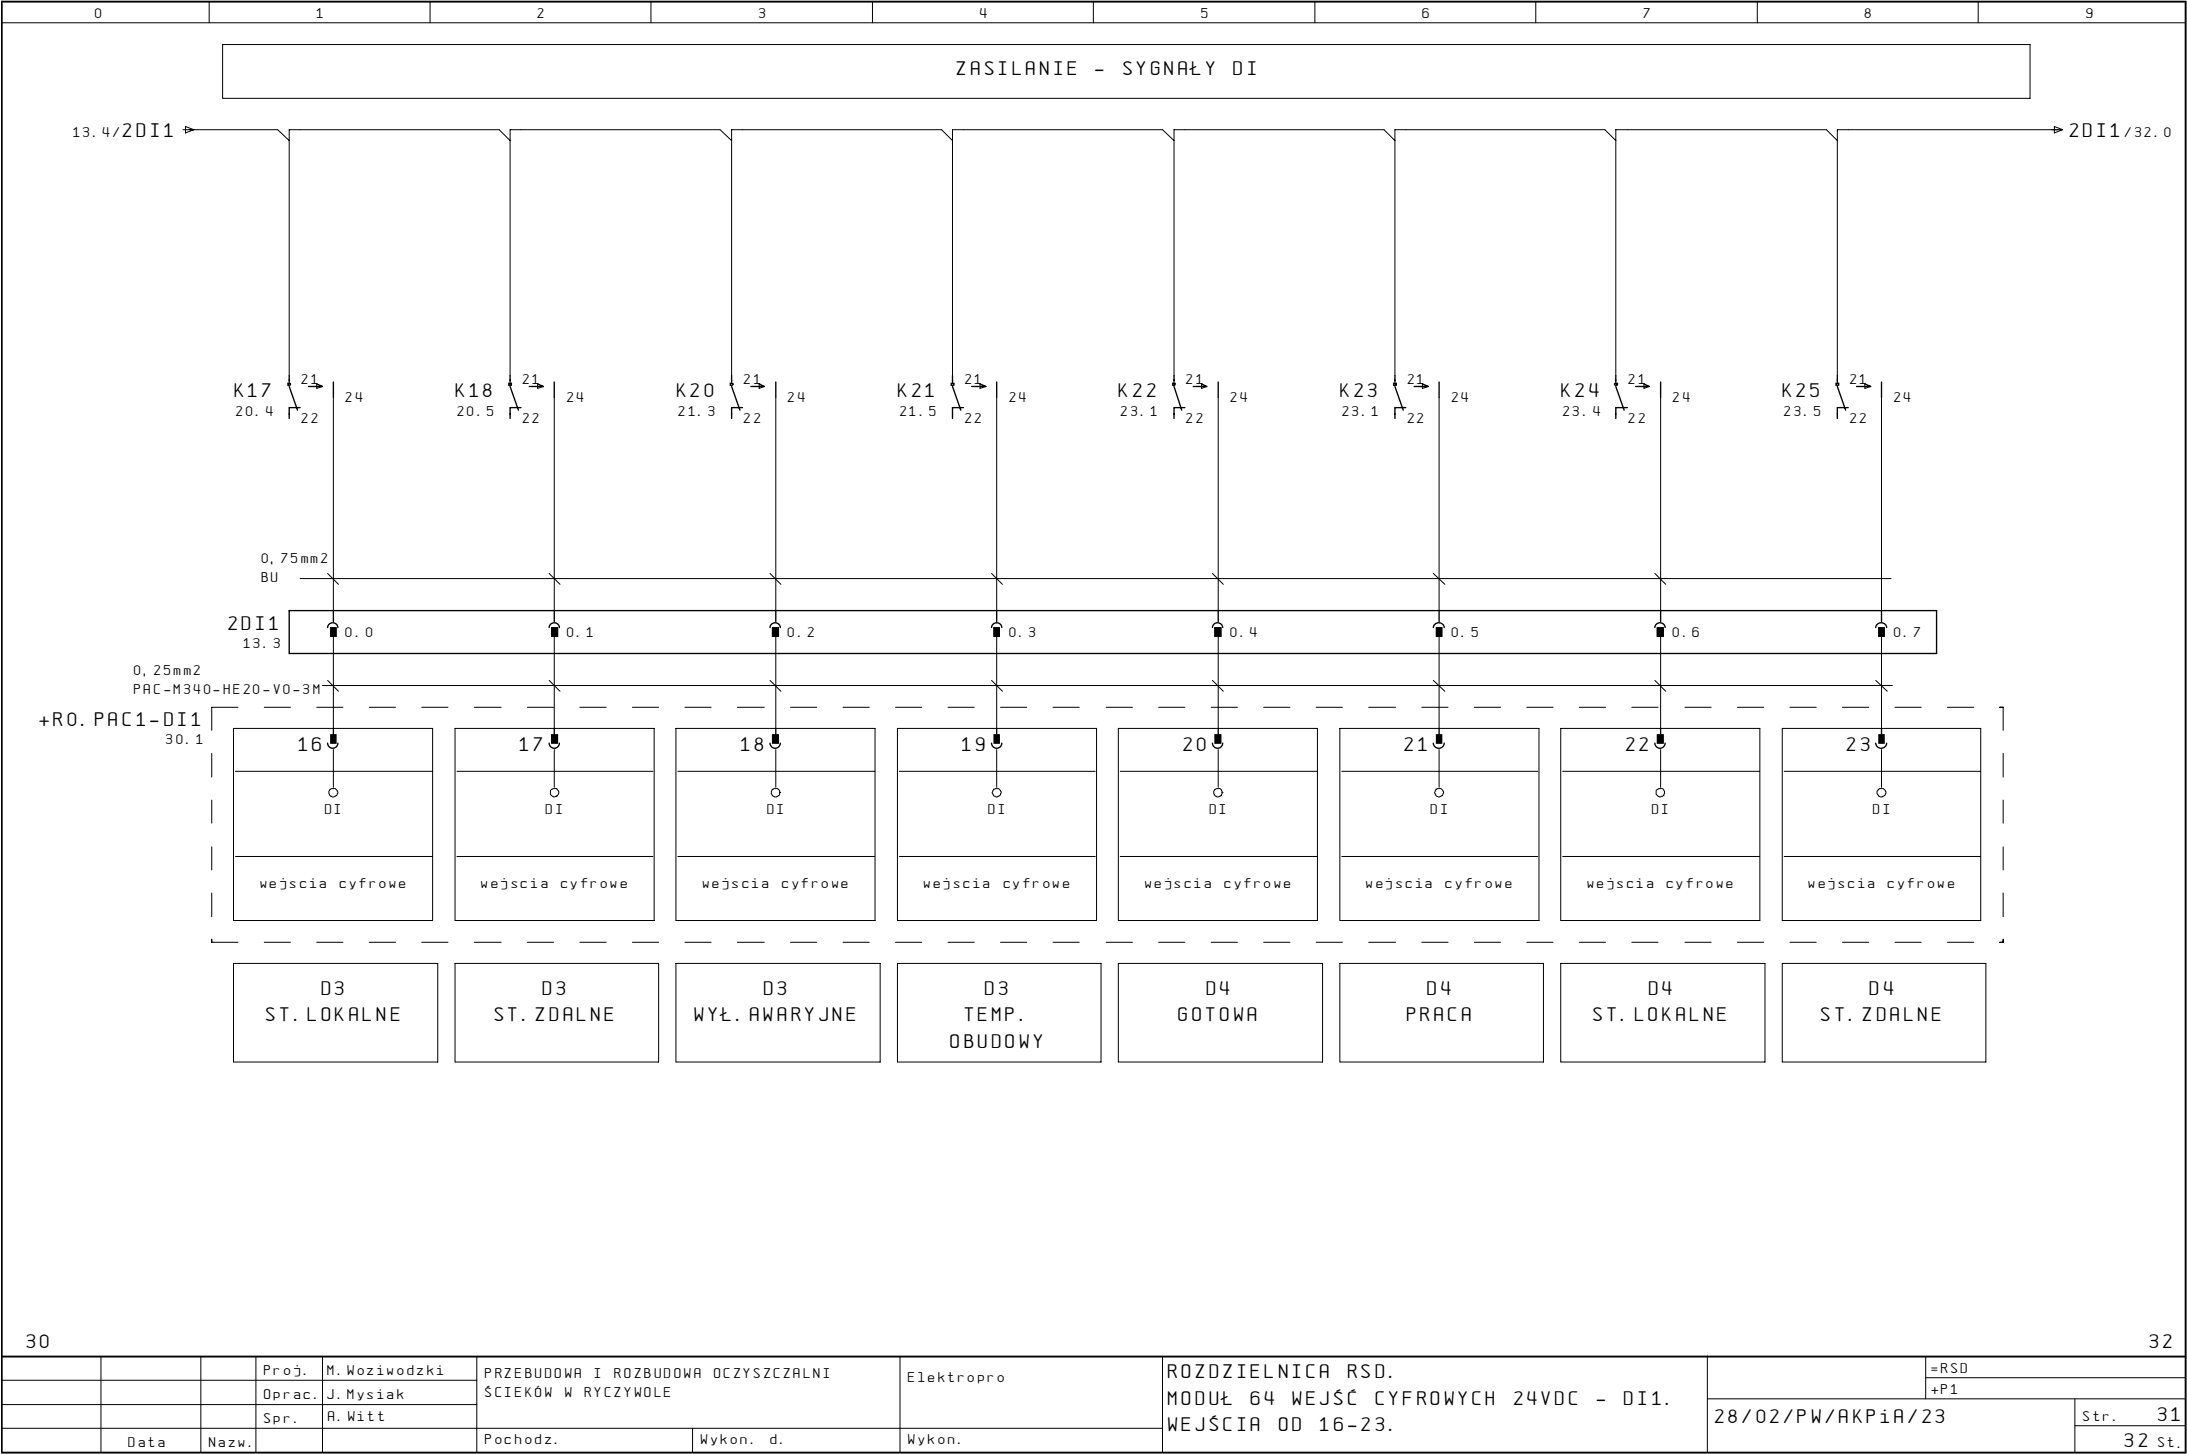 0 1 2 3 4 5 6 7 8 9
ZASILANIE - SYGNAŁY DI
13.4/2DI1 2DI1/32.0
21 21 21 21 21 21 21 21
K17 K18 K20 K21 K22 K23 K24 K25
24 24 24 24 24 24 24 24
20.4 20.5 21.3 21.5 23.1 23.1 23.4 23.5
22 22 22 22 22 22 22 22
0,75mm2
BU
2DI1
0.0 0.1 0.2 0.3 0.4 0.5 0.6 0.7
13.3
0,25mm2
PAC-M340-HE20-V0-3M
+RO.PAC1-DI1
30.1
16 17 18 19 20 21 22 23
DI DI DI DI DI DI DI DI
wejscia cyfrowe wejscia cyfrowe wejscia cyfrowe wejscia cyfrowe wejscia cyfrowe wejscia cyfrowe wejscia cyfrowe wejscia cyfrowe
D3
ST.LOKALNE
D3
ST.ZDALNE
D3
WYŁ.AWARYJNE
D3
TEMP.
OBUDOWY
D4
GOTOWA
D4
PRACA
D4
ST.LOKALNE
D4
ST.ZDALNE
30 32
Proj. M.Woziwodzki
Oprac. J.Mysiak
Spr. A.Witt
Data Nazw.
PRZEBUDOWA I ROZBUDOWA OCZYSZCZALNI
ŚCIEKÓW W RYCZYWOLE
Pochodz. Wykon. d.
Elektropro
Wykon.
ROZDZIELNICA RSD.
MODUŁ 64 WEJŚĆ CYFROWYCH 24VDC - DI1.
WEJŚCIA OD 16-23.
=RSD
+P1
28/02/PW/AKPiA/23
Str. 31
32 St.